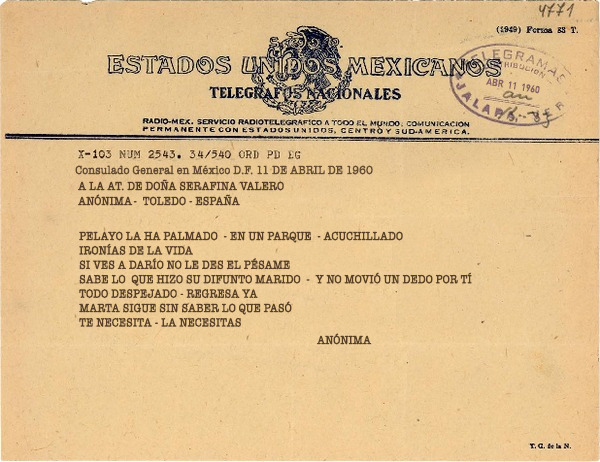 4771
(1949) Forma 83 T.
ESTADOS UNIDOS MEXICANOS
TELEGRAFOS NACIONALES
TELEGRAMAS
ABR 11 1960
JALAPA, VER
RADIO-MEX. SERVICIO RADIOTELEGRAFICO A TODO EL MUNDO. COMUNICACION
PERMANENTE CON ESTADOS UNIDOS, CENTRO Y SUD-AMERICA.
X-103 NUM 2543. 34/540 ORD PD EG
Consulado General en México D.F. 11 DE ABRIL DE 1960
A LA AT. DE DOÑA SERAFINA VALERO
ANÓNIMA- TOLEDO - ESPAÑA
PELAYO LA HA PALMADO - EN UN PARQUE - ACUCHILLADO
IRONÍAS DE LA VIDA
SI VES A DARÍO NO LE DES EL PÉSAME
SABE LO QUE HIZO SU DIFUNTO MARIDO - Y NO MOVIÓ UN DEDO POR TÍ
TODO DESPEJADO - REGRESA YA
MARTA SIGUE SIN SABER LO QUE PASÓ
TE NECESITA - LA NECESITAS
ANÓNIMA
T. G. de la N.